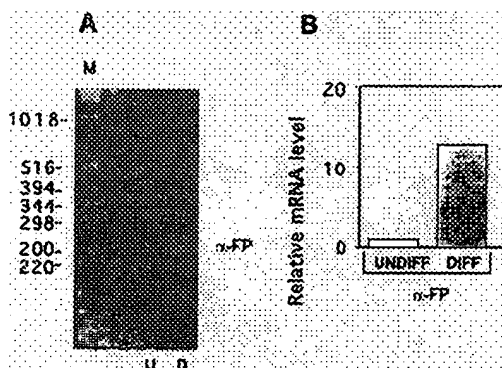 A
M
1018-
516-
394-
344-
298-
200-
220-
α-FP
U D
B
Relative mRNA level
20
10
0
UNDIFF DIFF
α-FP